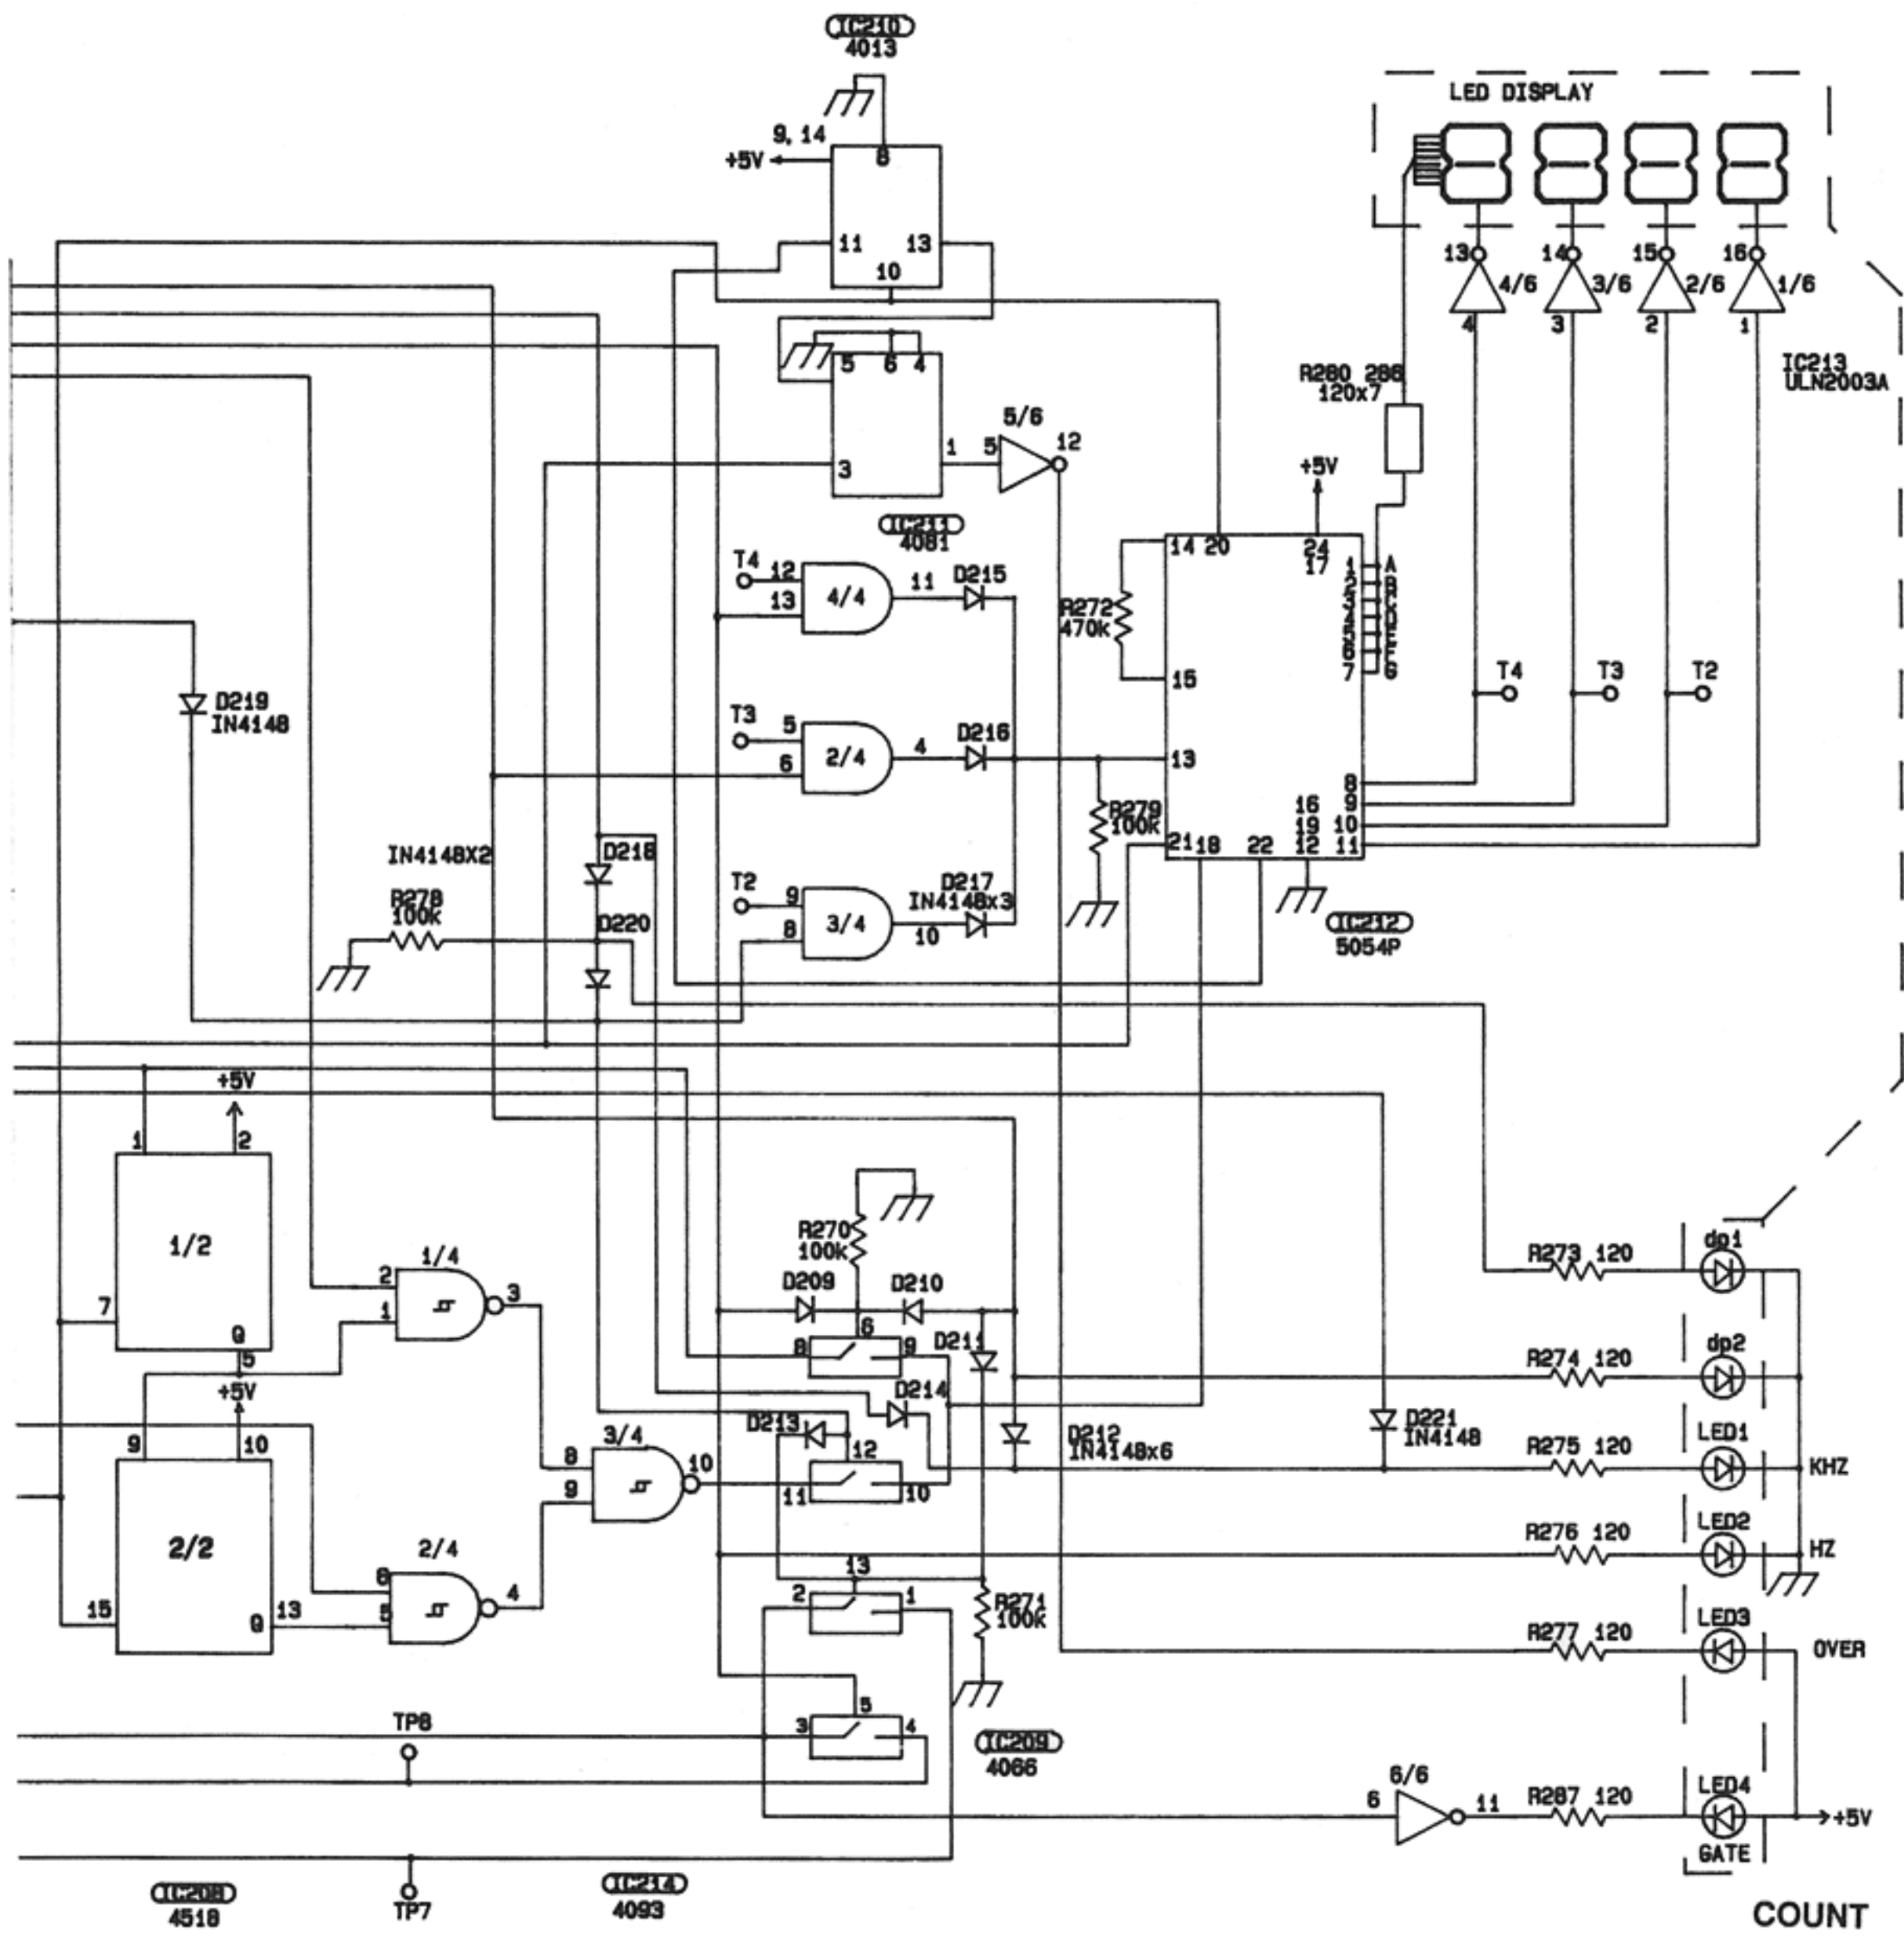 IC210
4013
LED DISPLAY
9, 14
+5V
8
11
13
10
13
14
15
16
4/6
3/6
2/6
1/6
4
3
2
1
IC213
ULN2003A
5
6
4
R280 286
120x7
5/6
1
5
12
3
+5V
IC211
4081
T4
12
13
4/4
11
D215
14
20
24
17
1
A
2
B
R272
470k
15
7
G
T4
T3
T2
D219
IN4148
T3
5
6
2/4
4
D216
13
8
16
9
19
10
12
11
R279
100k
21
18
22
IN4148X2
D218
R278
100k
D220
T2
9
8
3/4
D217
IN4148x3
10
IC212
5054P
+5V
1
2
1/2
7
Q
5
1/4
2
1
3
R270
100k
D209
D210
8
6
9
D211
R273 120
dp1
R274 120
dp2
+5V
9
10
2/2
15
Q
13
3/4
8
9
10
D213
D214
12
11
10
D212
IN4148x6
D221
IN4148
R275 120
LED1
KHZ
2/4
6
5
4
13
2
1
R271
100k
R276 120
LED2
HZ
R277 120
LED3
OVER
TP8
5
3
4
IC209
4066
6/6
6
11
R287 120
LED4
+5V
GATE
IC208
4518
TP7
IC214
4093
COUNT